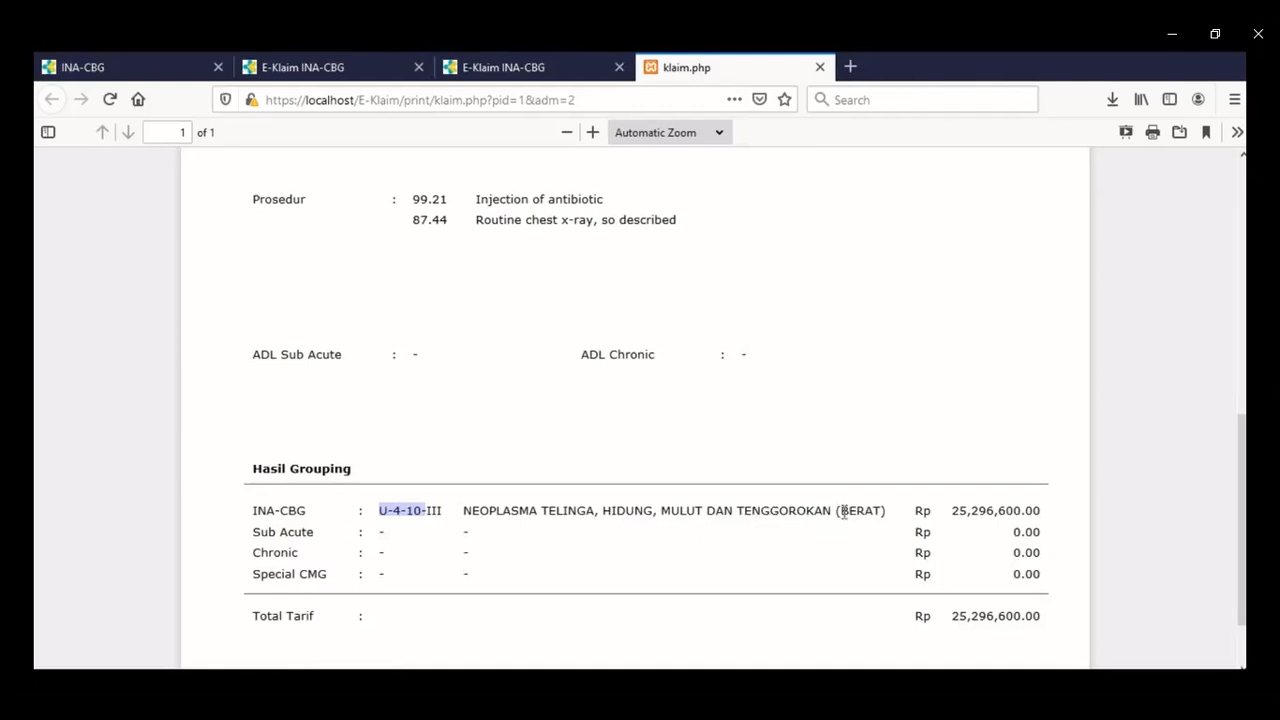 INA-CBG
E-Klaim INA-CBG
E-Klaim INA-CBG
klaim.php
https://localhost/E-Klaim/print/klaim.php?pid=1&adm=2
Search
1 of 1
Automatic Zoom
Prosedur : 99.21 Injection of antibiotic
87.44 Routine chest x-ray, so described
ADL Sub Acute : - ADL Chronic : -
Hasil Grouping
INA-CBG : U-4-10-III NEOPLASMA TELINGA, HIDUNG, MULUT DAN TENGGOROKAN (BERAT) Rp 25,296,600.00
Sub Acute : - - Rp 0.00
Chronic : - - Rp 0.00
Special CMG : - - Rp 0.00
Total Tarif : Rp 25,296,600.00